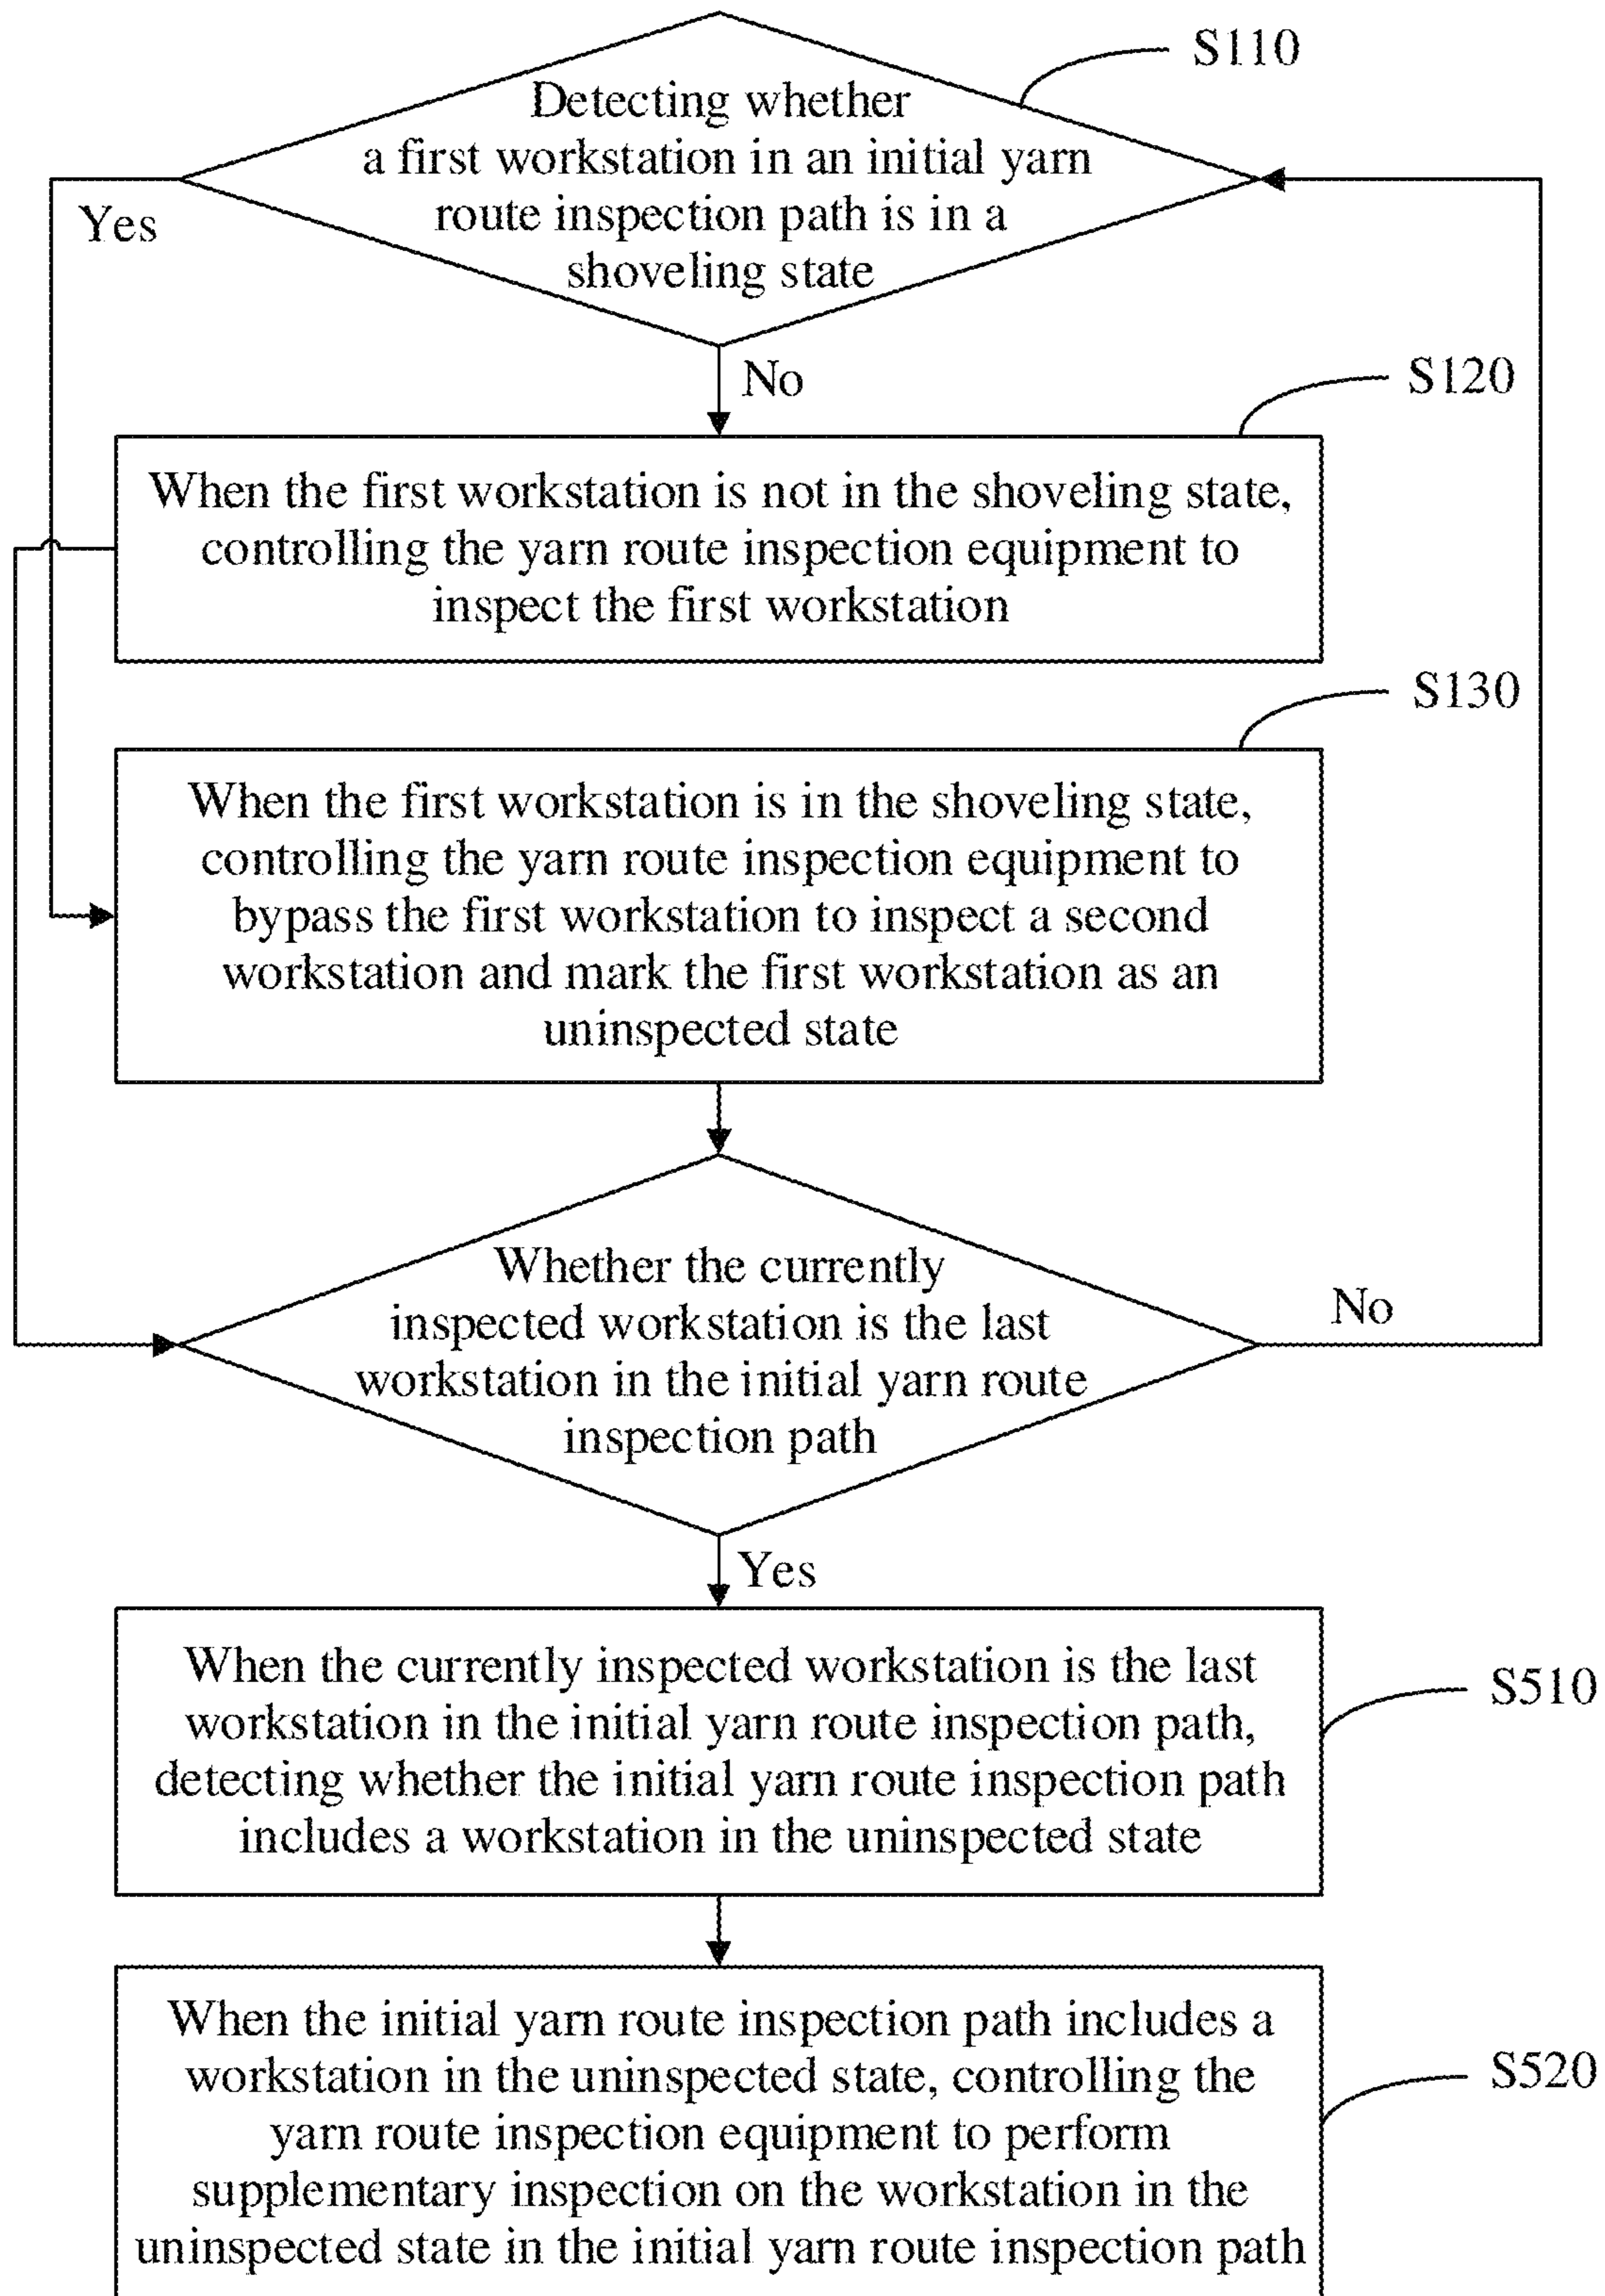 S110
Detecting whether
a first workstation in an initial yarn
route inspection path is in a
shoveling state
Yes
No
S120
When the first workstation is not in the shoveling state,
controlling the yarn route inspection equipment to
inspect the first workstation
S130
When the first workstation is in the shoveling state,
controlling the yarn route inspection equipment to
bypass the first workstation to inspect a second
workstation and mark the first workstation as an
uninspected state
Whether the currently
inspected workstation is the last
workstation in the initial yarn route
inspection path
No
Yes
When the currently inspected workstation is the last
workstation in the initial yarn route inspection path,
detecting whether the initial yarn route inspection path
includes a workstation in the uninspected state
S510
When the initial yarn route inspection path includes a
workstation in the uninspected state, controlling the
yarn route inspection equipment to perform
supplementary inspection on the workstation in the
uninspected state in the initial yarn route inspection path
S520